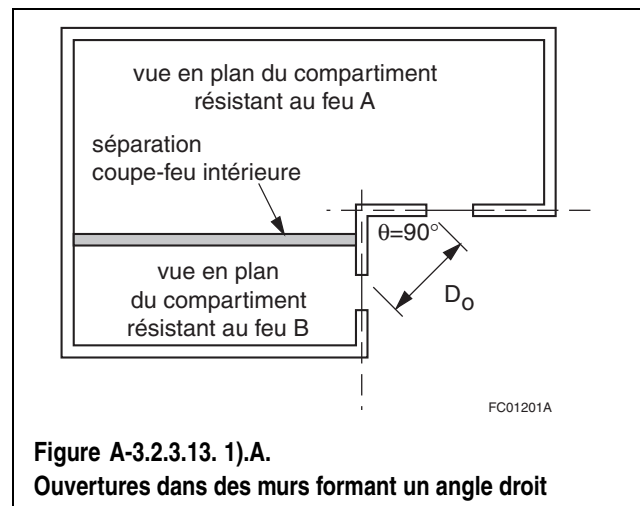 vue en plan du compartiment
résistant au feu A
séparation
coupe-feu intérieure
θ=90°
vue en plan
du compartiment
résistant au feu B
Do
FC01201A
Figure A-3.2.3.13. 1).A.
Ouvertures dans des murs formant un angle droit